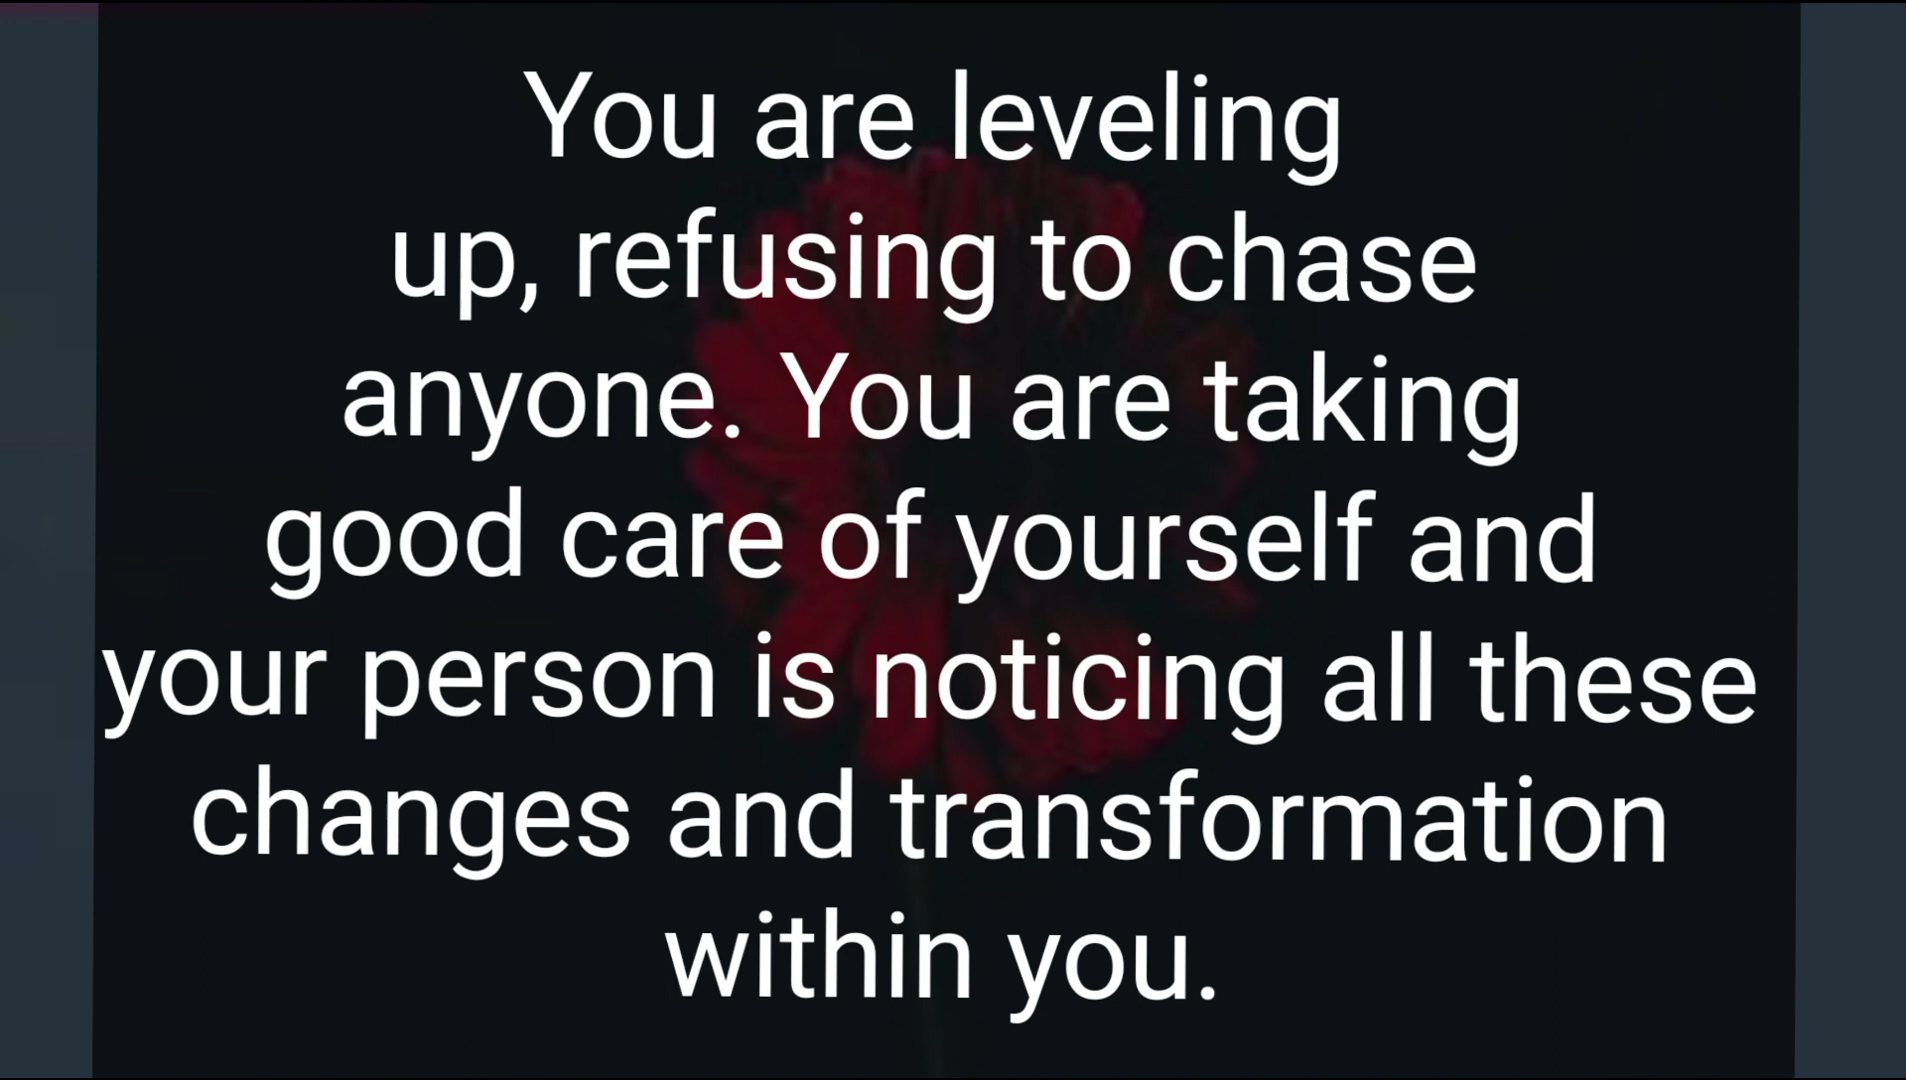 You are leveling
up, refusing to chase
anyone. You are taking
good care of yourself and
your person is noticing all these
changes and transformation
within you.